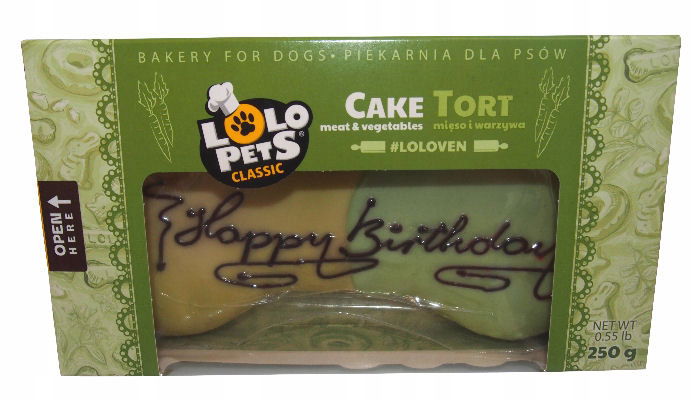 BAKERY FOR DOGS • PIEKARNIA DLA PSÓW
LOLO
PETS®
CLASSIC
CAKE TORT
meat & vegetables mięso i warzywa
#LOLOVEN
OPEN
HERE
Happy Birthday
NET WT
0.55 lb
250 g